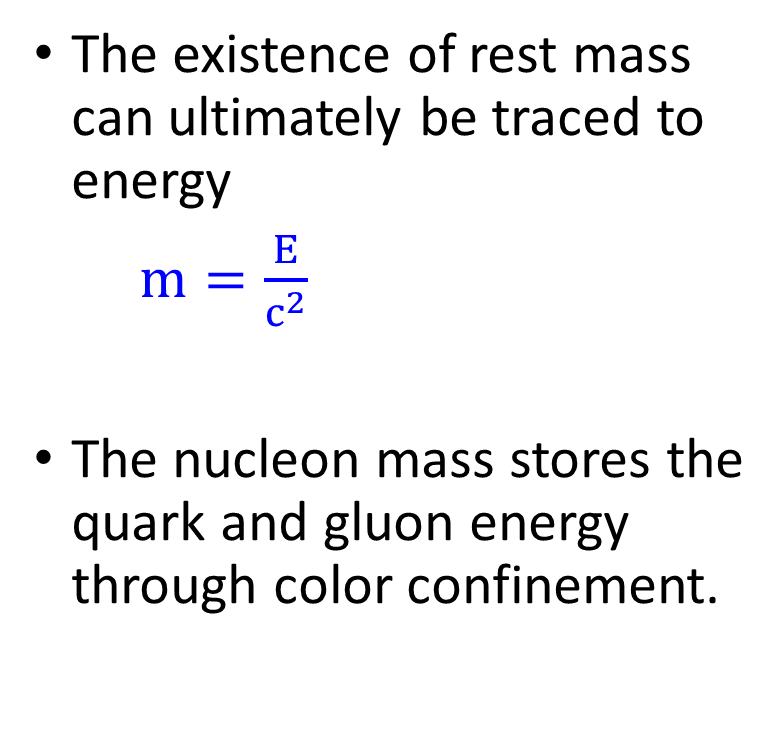 • The existence of rest mass
can ultimately be traced to
energy
m = E/c²
• The nucleon mass stores the
quark and gluon energy
through color confinement.